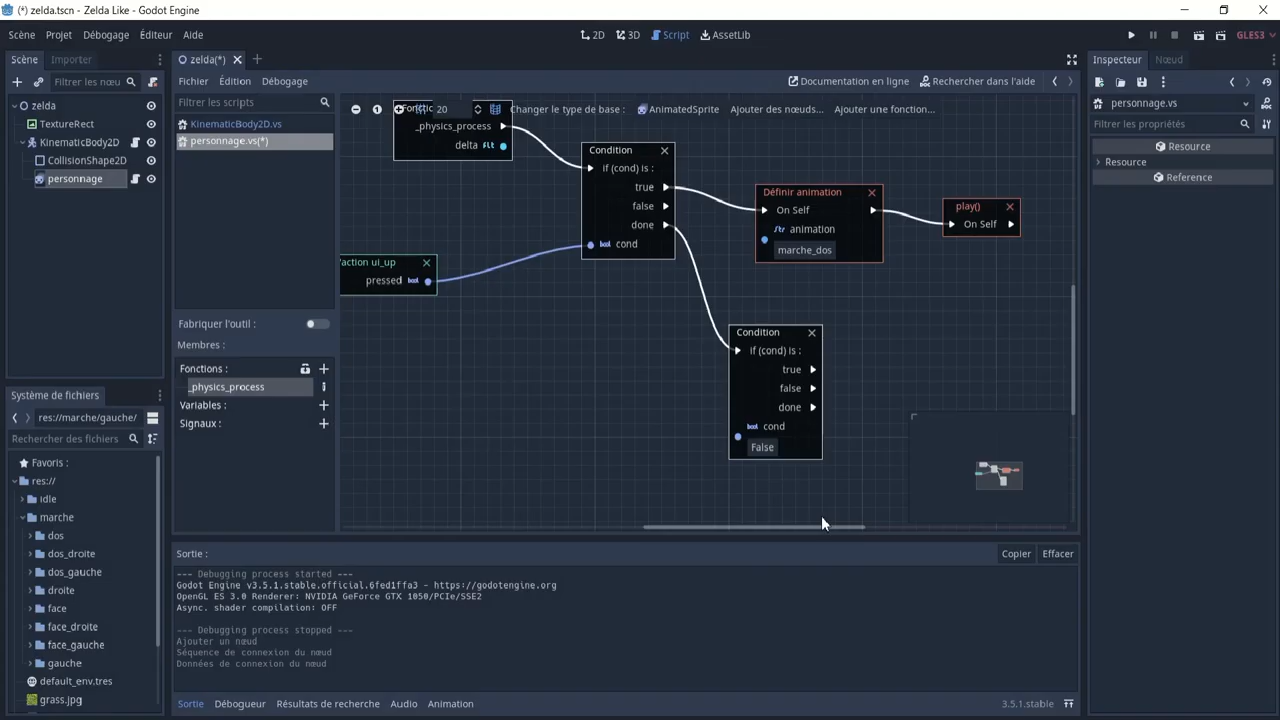 (*) zelda.tscn - Zelda Like - Godot Engine
Scène Projet Débogage Éditeur Aide
2D 3D Script AssetLib
GLES3
Scène Importer
zelda(*)
Inspecteur Nœud
Filtrer les nœu
Fichier Édition Débogage
Documentation en ligne Rechercher dans l'aide
personnage.vs
zelda
TextureRect
KinematicBody2D
CollisionShape2D
personnage
Filtrer les scripts
KinematicBody2D.vs
personnage.vs(*)
20 Changer le type de base : AnimatedSprite Ajouter des nœuds... Ajouter une fonction...
Filtrer les propriétés
Resource
Resource
Reference
_physics_process
delta flt
Condition
if (cond) is :
true
false
done
bool cond
Définir animation
On Self
Str animation
marche_dos
play()
On Self
'action ui_up
pressed bool
Condition
if (cond) is :
true
false
done
bool cond
False
Fabriquer l'outil :
Membres :
Fonctions :
_physics_process
Variables :
Signaux :
Système de fichiers
res://marche/gauche/
Rechercher des fichiers
Favoris :
res://
idle
marche
dos
dos_droite
dos_gauche
droite
face
face_droite
face_gauche
gauche
default_env.tres
grass.jpg
Sortie :
Copier Effacer
--- Debugging process started ---
Godot Engine v3.5.1.stable.official.6fed1ffa3 - https://godotengine.org
OpenGL ES 3.0 Renderer: NVIDIA GeForce GTX 1050/PCIe/SSE2
Async. shader compilation: OFF
--- Debugging process stopped ---
Ajouter un nœud
Séquence de connexion du nœud
Données de connexion du nœud
Sortie Débogueur Résultats de recherche Audio Animation
3.5.1.stable